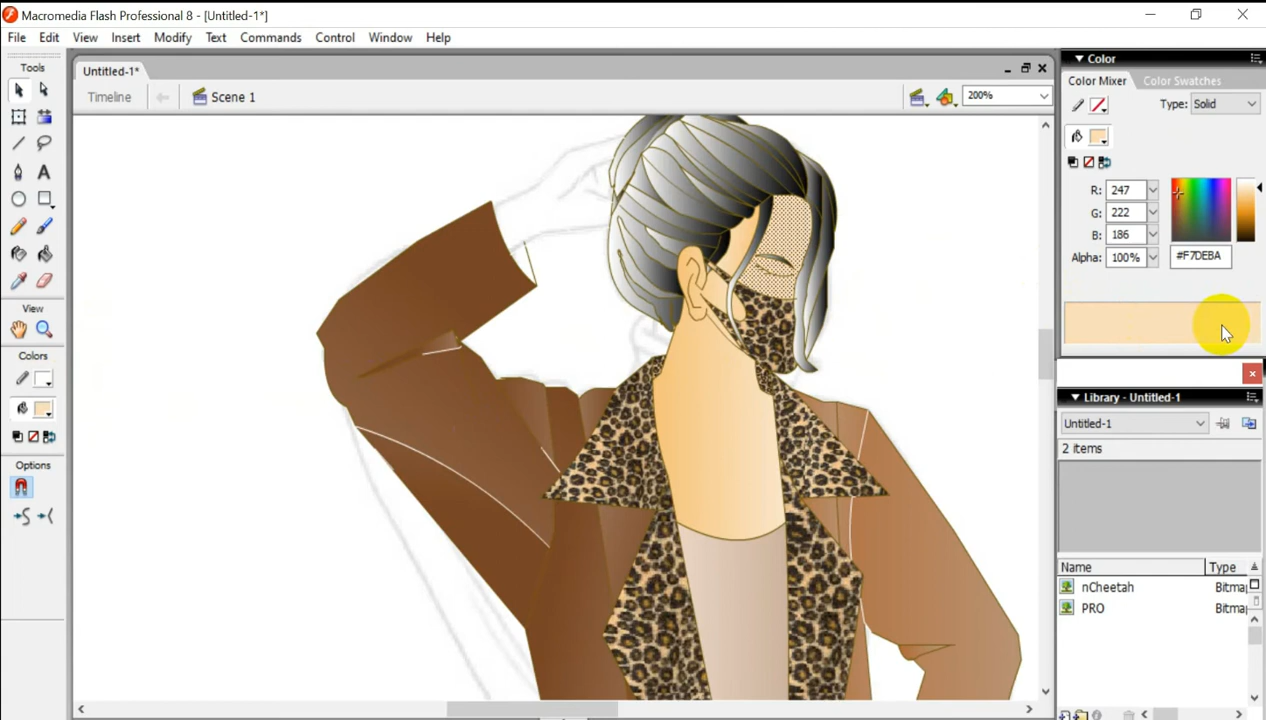 Macromedia Flash Professional 8 - [Untitled-1*]
File Edit View Insert Modify Text Commands Control Window Help
Tools
View
Colors
Options
Untitled-1*
Timeline
Scene 1
200%
Color
Color Mixer Color Swatches
Type: Solid
R: 247
G: 222
B: 186
Alpha: 100% #F7DEBA
Library - Untitled-1
Untitled-1
2 items
Name Type
nCheetah Bitma
PRO Bitma